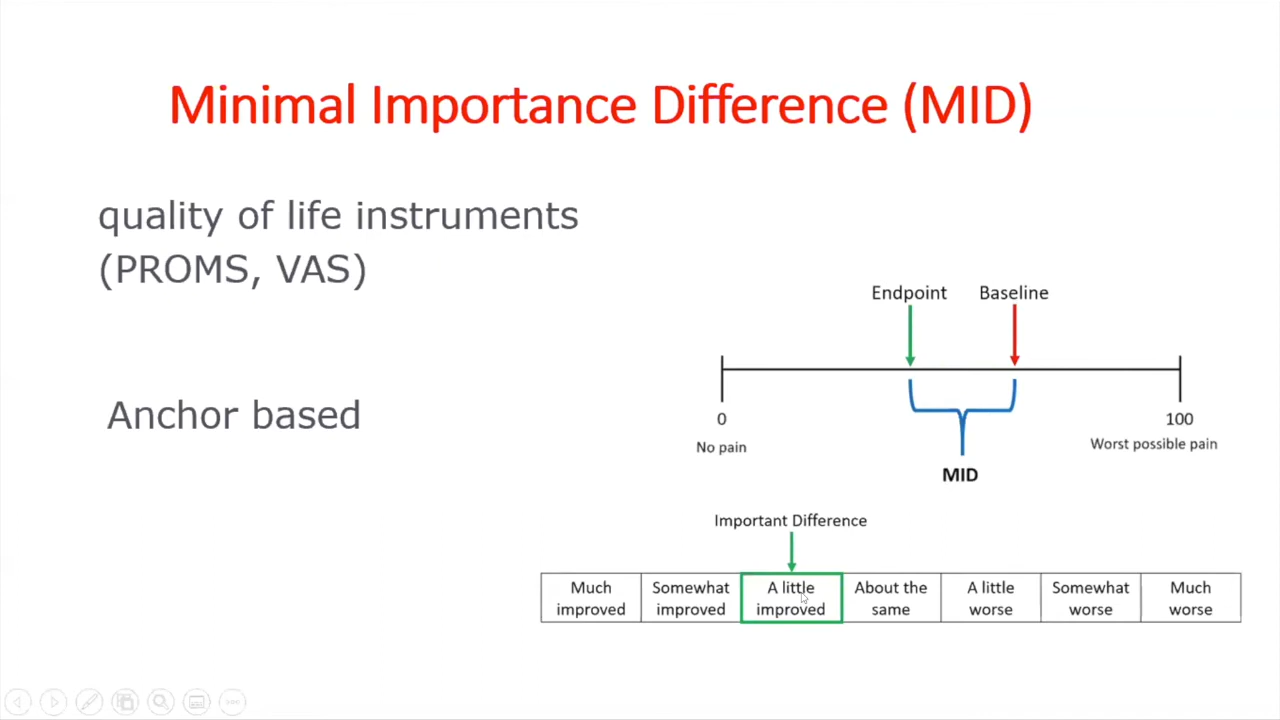 Minimal Importance Difference (MID)
quality of life instruments
(PROMS, VAS)
Anchor based
Endpoint
Baseline
0
100
No pain
Worst possible pain
MID
Important Difference
Much
improved
Somewhat
improved
A little
improved
About the
same
A little
worse
Somewhat
worse
Much
worse